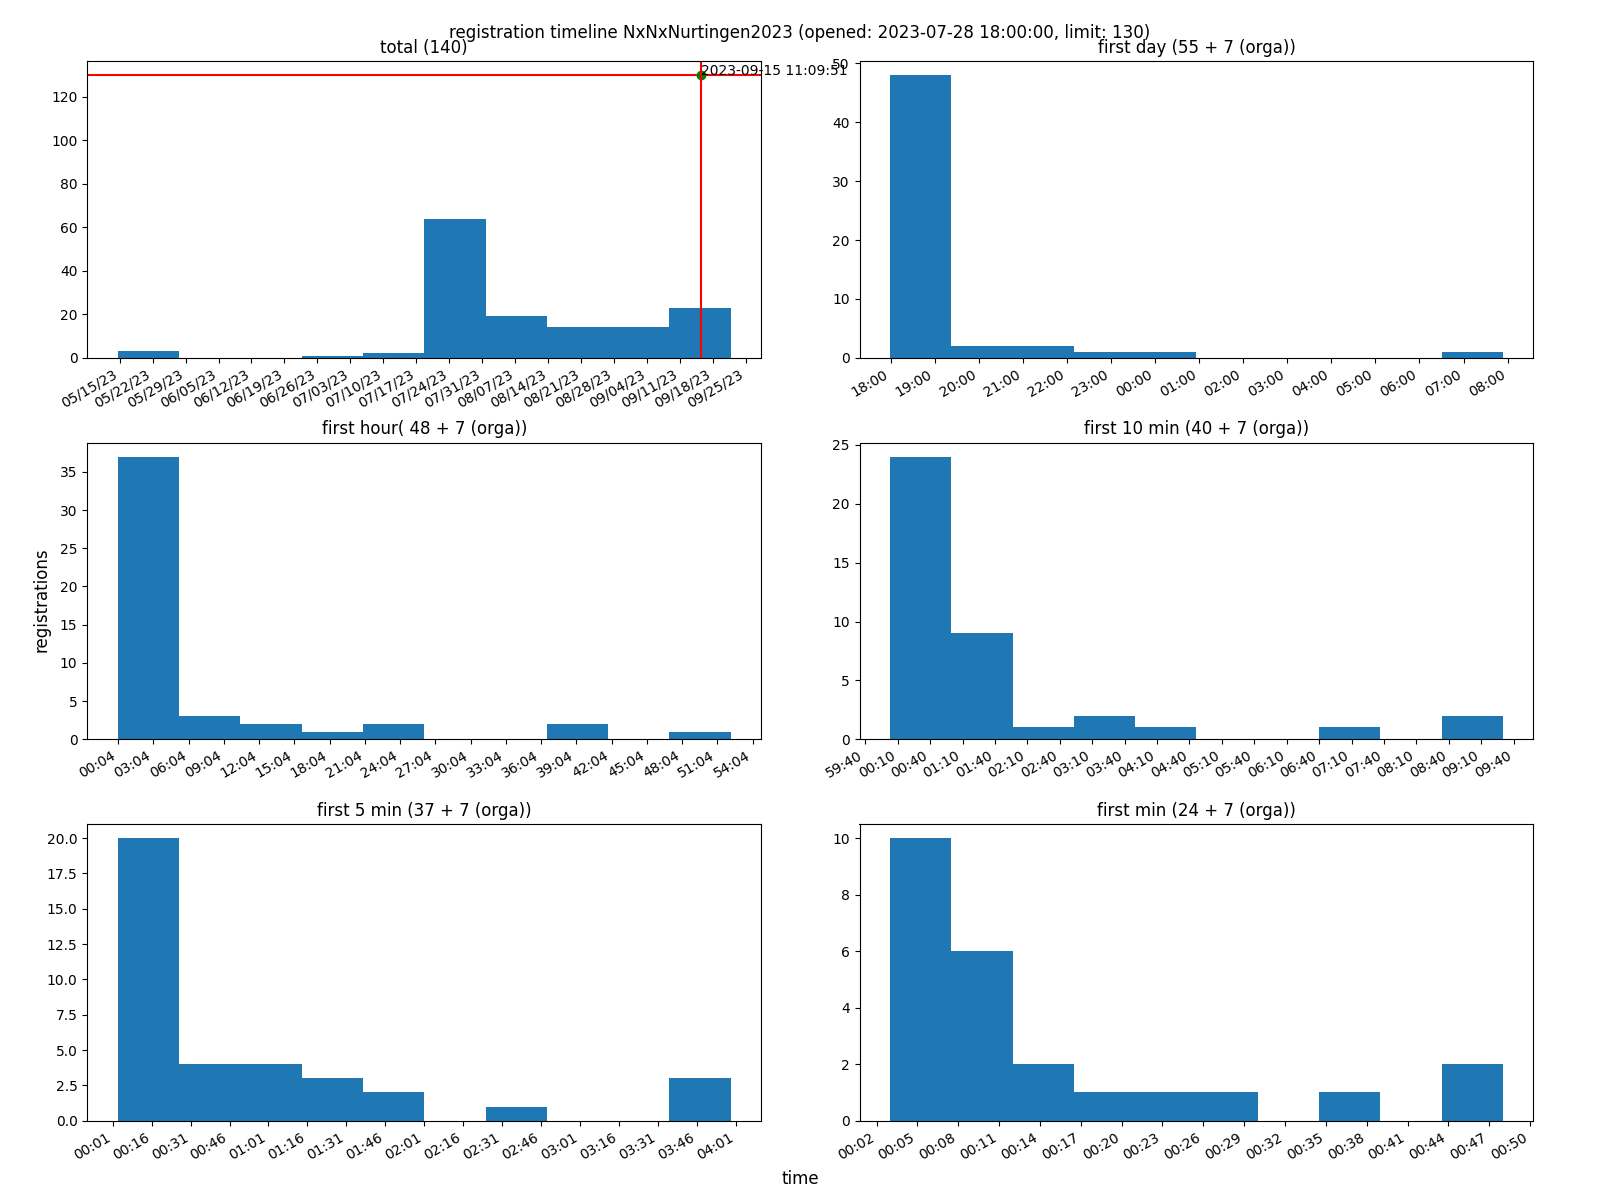 registration timeline NxNxNurtingen2023 (opened: 2023-07-28 18:00:00, limit: 130)
total (140)
2023-09-15 11:09:51
120
100
80
60
40
20
0
05/15/23 05/22/23 05/29/23 06/05/23 06/12/23 06/19/23 06/26/23 07/03/23 07/10/23 07/17/23 07/24/23 07/31/23 08/07/23 08/14/23 08/21/23 08/28/23 09/04/23 09/11/23 09/18/23 09/25/23
first day (55 + 7 (orga))
50
40
30
20
10
0
18:00 19:00 20:00 21:00 22:00 23:00 00:00 01:00 02:00 03:00 04:00 05:00 06:00 07:00 08:00
first hour( 48 + 7 (orga))
35
30
25
20
15
10
5
0
00:04 03:04 06:04 09:04 12:04 15:04 18:04 21:04 24:04 27:04 30:04 33:04 36:04 39:04 42:04 45:04 48:04 51:04 54:04
registrations
first 10 min (40 + 7 (orga))
25
20
15
10
5
0
59:40 00:10 00:40 01:10 01:40 02:10 02:40 03:10 03:40 04:10 04:40 05:10 05:40 06:10 06:40 07:10 07:40 08:10 08:40 09:10 09:40
first 5 min (37 + 7 (orga))
20.0
17.5
15.0
12.5
10.0
7.5
5.0
2.5
0.0
00:01 00:16 00:31 00:46 01:01 01:16 01:31 01:46 02:01 02:16 02:31 02:46 03:01 03:16 03:31 03:46 04:01
first min (24 + 7 (orga))
10
8
6
4
2
0
00:02 00:05 00:08 00:11 00:14 00:17 00:20 00:23 00:26 00:29 00:32 00:35 00:38 00:41 00:44 00:47 00:50
time